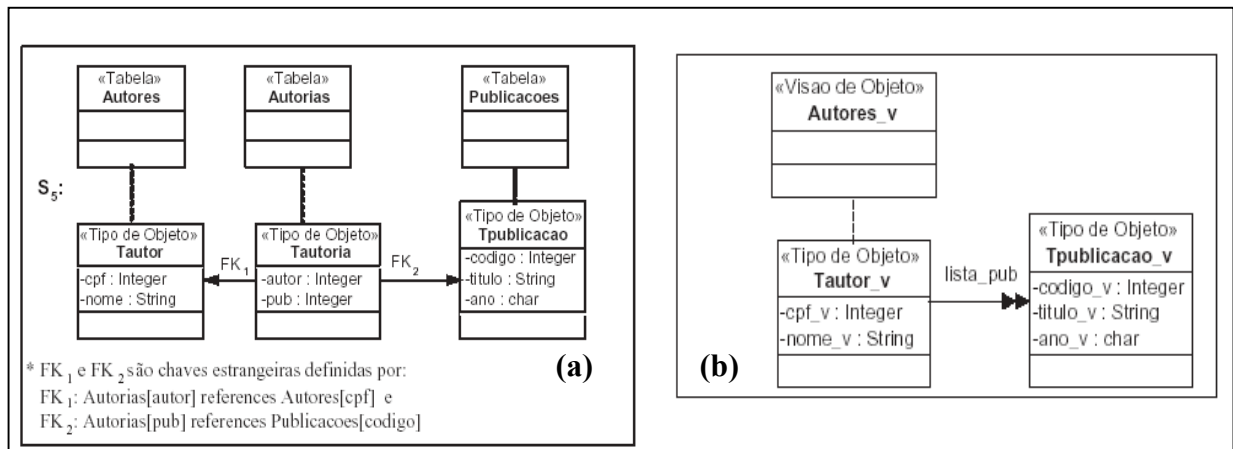 «Tabela»
Autores
«Tabela»
Autorias
«Tabela»
Publicacoes
S5:
«Tipo de Objeto»
Tautor
-cpf : Integer
-nome : String
FK1
«Tipo de Objeto»
Tautoria
-autor : Integer
-pub : Integer
FK2
«Tipo de Objeto»
Tpublicacao
-codigo : Integer
-titulo : String
-ano : char
* FK1 e FK2 são chaves estrangeiras definidas por:
FK1: Autorias[autor] references Autores[cpf] e
FK2: Autorias[pub] references Publicacoes[codigo]
(a)
«Visao de Objeto»
Autores_v
«Tipo de Objeto»
Tautor_v
-cpf_v : Integer
-nome_v : String
lista_pub
«Tipo de Objeto»
Tpublicacao_v
-codigo_v : Integer
-titulo_v : String
-ano_v : char
(b)